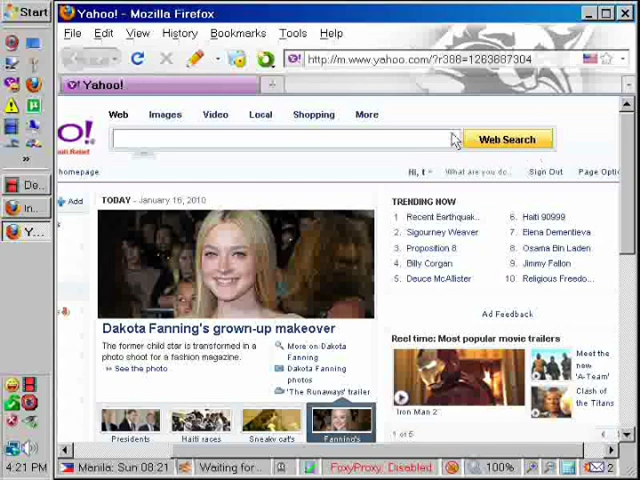 Start
Yahoo! - Mozilla Firefox
File Edit View History Bookmarks Tools Help
http://m.www.yahoo.com/?r388=1263687304
Yahoo!
Web Images Video Local Shopping More
Web Search
Hi, t What are you do.. Sign Out Page Opti
homepage
Add
TODAY - January 16, 2010
Dakota Fanning's grown-up makeover
The former child star is transformed in a
photo shoot for a fashion magazine.
» See the photo
More on Dakota
Fanning
Dakota Fanning
photos
'The Runaways' trailer
Presidents
Haiti races
Sneaky cat's
Fanning's
TRENDING NOW
1 Recent Earthquak..
2. Sigourney Weaver
3. Proposition 8
4. Billy Corgan
5. Deuce McAllister
6. Haiti 90999
7. Elena Dementieva
8. Osama Bin Laden
9. Jimmy Fallon
10 Religious Freedo...
Ad Feedback
Reel time: Most popular movie trailers
Iron Man 2
Meet the
new
'A-Team'
Clash of
the Titans
1 of 5
De...
In...
Y...
4:21 PM
Manila: Sun 08:21
Waiting for...
FoxyProxy: Disabled
100%
2